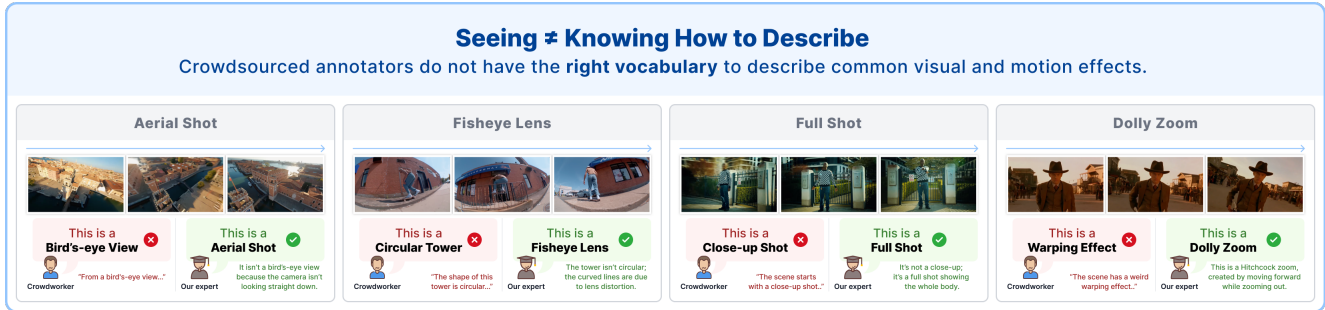 Seeing ≠ Knowing How to Describe
Crowdsourced annotators do not have the right vocabulary to describe common visual and motion effects.
Aerial Shot
This is a
Bird's-eye View
"From a bird's-eye view..."
Crowdworker
This is a
Aerial Shot
It isn't a bird's-eye view
because the camera isn't
looking straight down.
Our expert
Fisheye Lens
This is a
Circular Tower
"The shape of this
tower is circular..."
Crowdworker
This is a
Fisheye Lens
The tower isn't circular;
the curved lines are due
to lens distortion.
Our expert
Full Shot
This is a
Close-up Shot
"The scene starts
with a close-up shot.."
Crowdworker
This is a
Full Shot
It's not a close-up;
it's a full shot showing
the whole body.
Our expert
Dolly Zoom
This is a
Warping Effect
"The scene has a weird
warping effect.."
Crowdworker
This is a
Dolly Zoom
This is a Hitchcock zoom,
created by moving forward
while zooming out.
Our expert